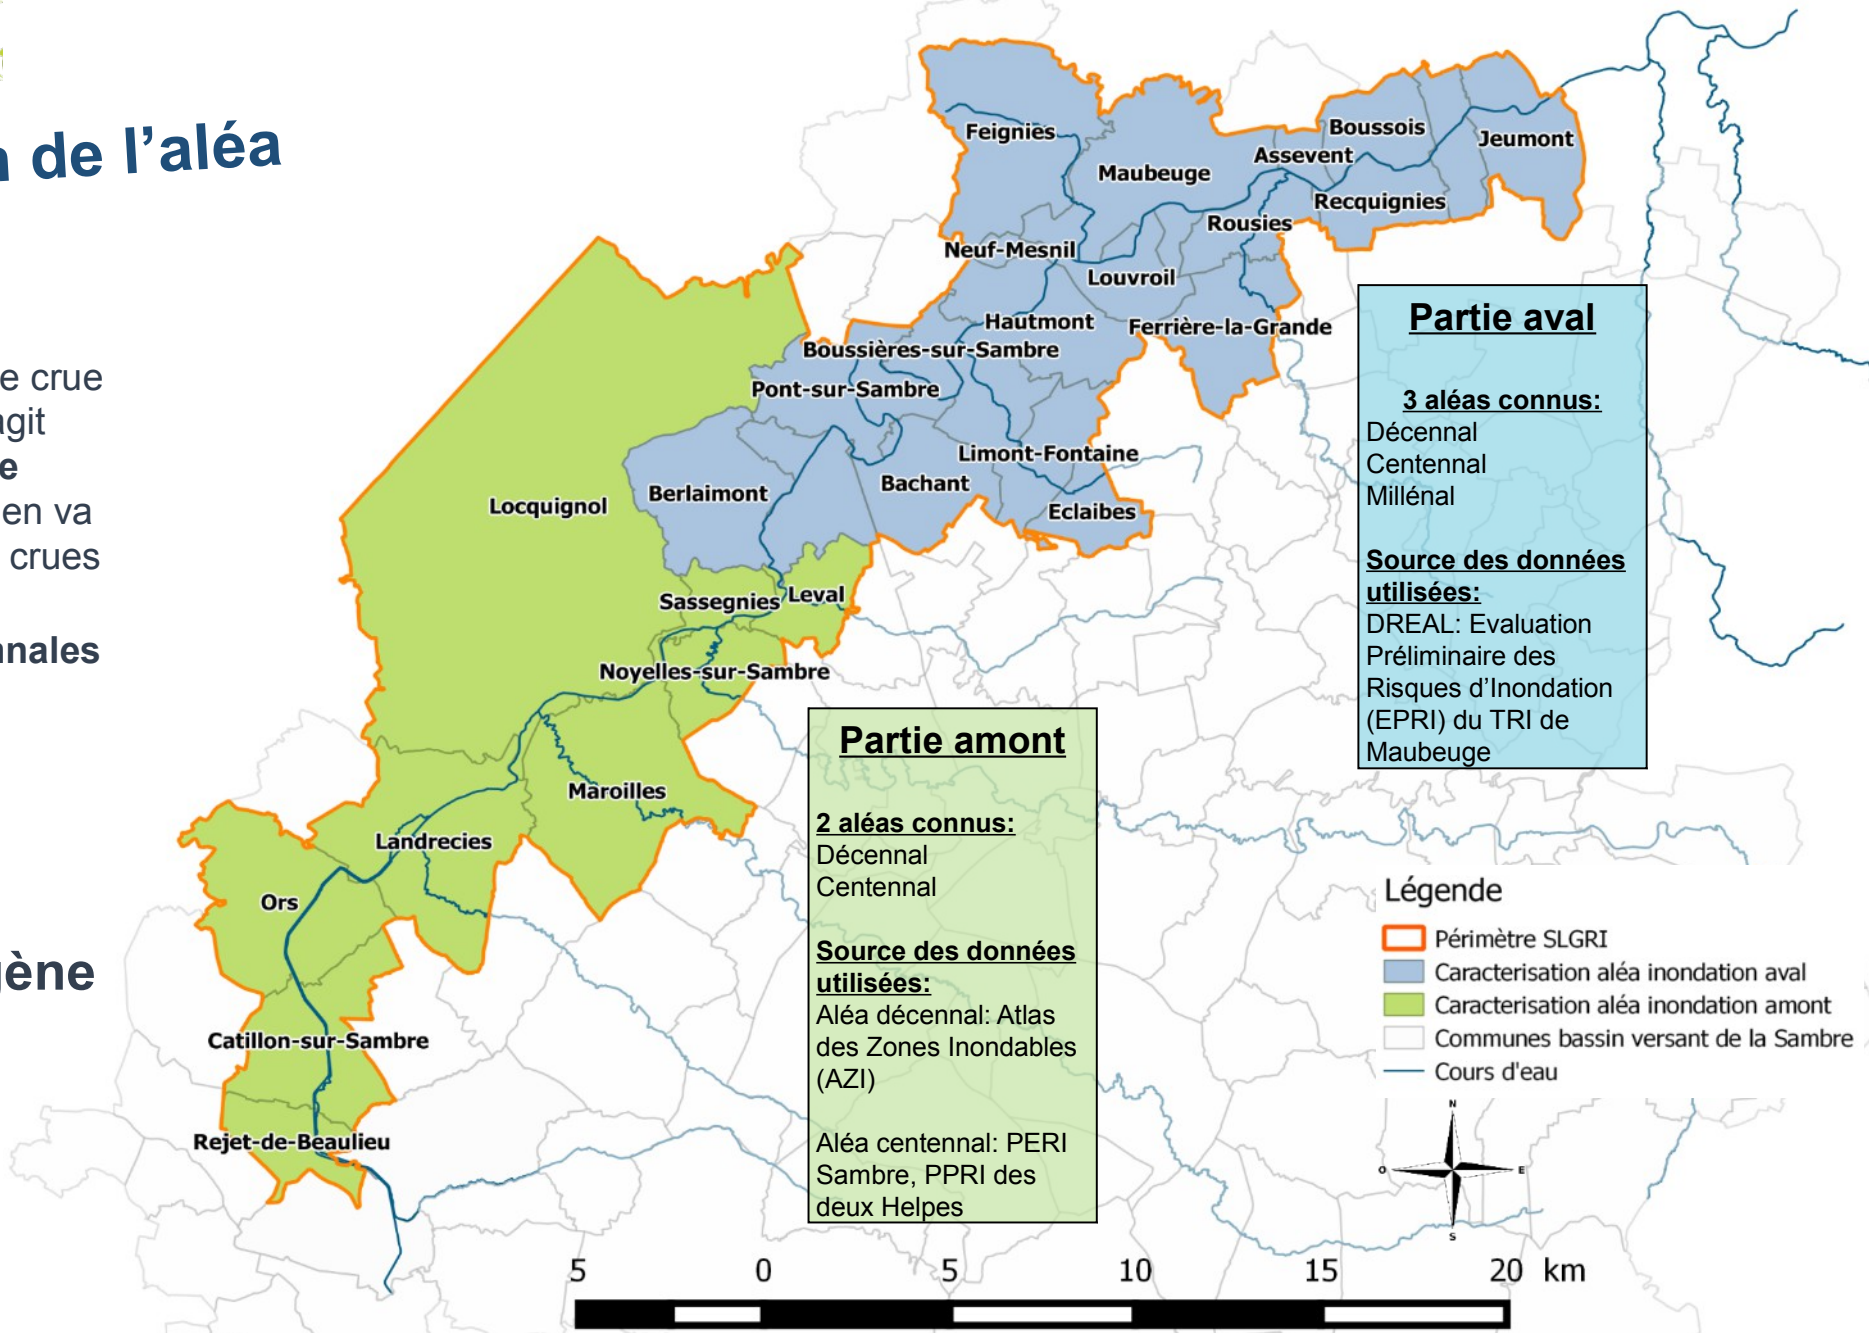 n de l’aléa
e crue
agit
e
en va
crues
nnales
gène
Feignies
Maubeuge
Boussois
Assevent
Jeumont
Recquignies
Rousies
Neuf-Mesnil
Louvroil
Hautmont
Ferrière-la-Grande
Boussières-sur-Sambre
Pont-sur-Sambre
Limont-Fontaine
Bachant
Berlaimont
Eclaibes
Locquignol
Sassegnies
Leval
Noyelles-sur-Sambre
Maroilles
Landrecies
Ors
Catillon-sur-Sambre
Rejet-de-Beaulieu
Partie aval
3 aléas connus:
Décennal
Centennal
Millénal
Source des données
utilisées:
DREAL: Evaluation
Préliminaire des
Risques d’Inondation
(EPRI) du TRI de
Maubeuge
Partie amont
2 aléas connus:
Décennal
Centennal
Source des données
utilisées:
Aléa décennal: Atlas
des Zones Inondables
(AZI)
Aléa centennal: PERI
Sambre, PPRI des
deux Helpes
Légende
Périmètre SLGRI
Caracterisation aléa inondation aval
Caracterisation aléa inondation amont
Communes bassin versant de la Sambre
Cours d'eau
N
O E
S
5 0 5 10 15 20 km